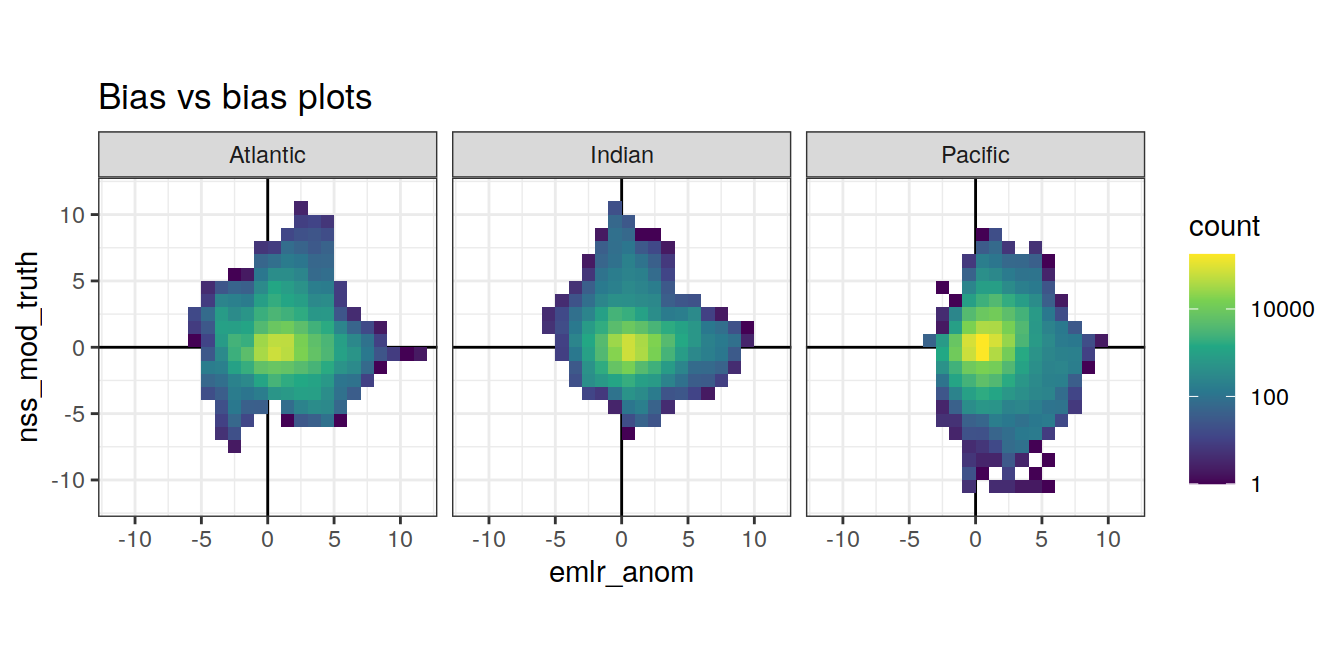 Bias vs bias plots
Atlantic
Indian
Pacific
nss_mod_truth
10
5
0
-5
-10
-10 -5 0 5 10
-10 -5 0 5 10
-10 -5 0 5 10
emlr_anom
count
10000
100
1